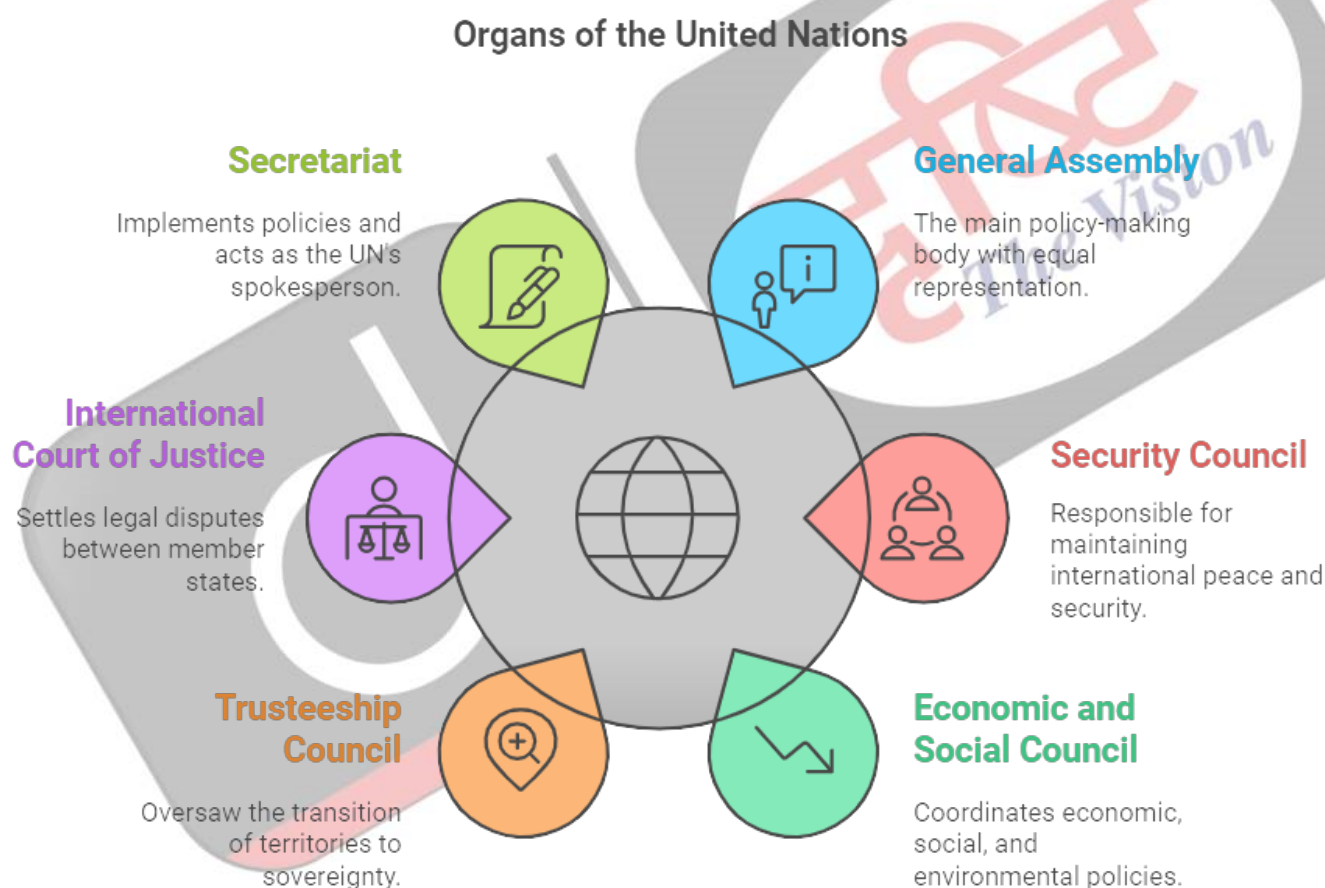 Organs of the United Nations
Secretariat
Implements policies and
acts as the UN's
spokesperson.
General Assembly
The main policy-making
body with equal
representation.
International
Court of Justice
Settles legal disputes
between member
states.
Security Council
Responsible for
maintaining
international peace and
security.
Trusteeship
Council
Oversaw the transition
of territories to
sovereignty.
Economic and
Social Council
Coordinates economic,
social, and
environmental policies.
i
दृष्टि
The Vision